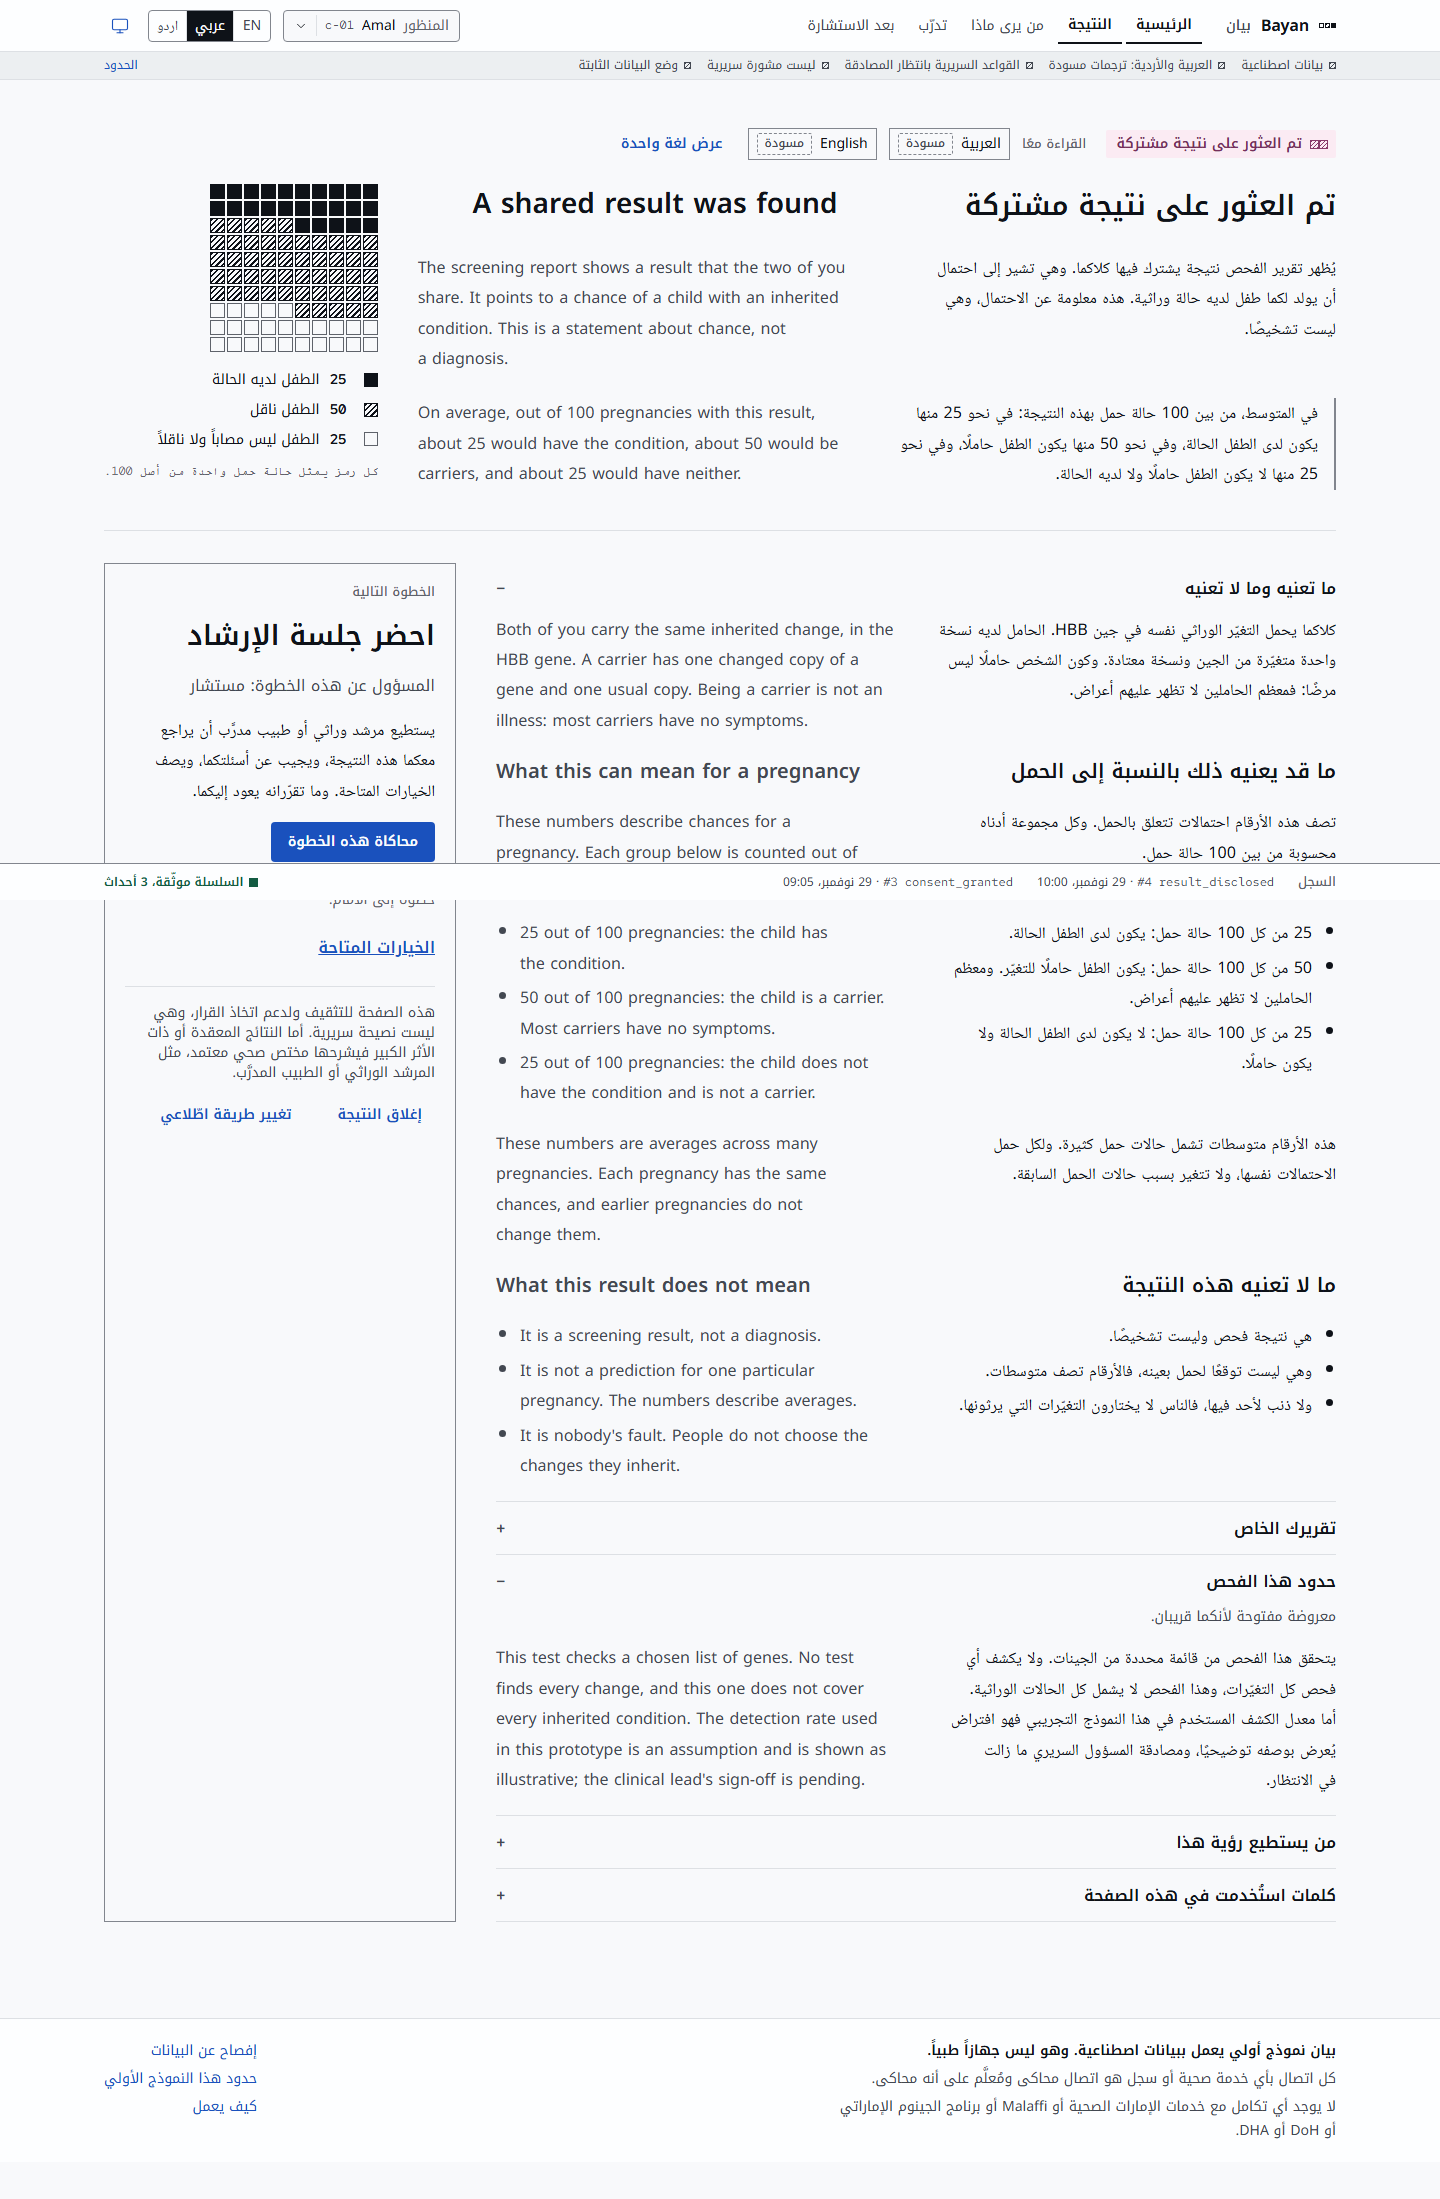 Bayan بيان
الرئيسية
النتيجة
من يرى ماذا
تدرّب
بعد الاستشارة
المنظور Amal c-01
EN
عربي
اردو
بيانات اصطناعية
العربية والأردية: ترجمات مسودة
القواعد السريرية بانتظار المصادقة
ليست مشورة سريرية
وضع البيانات الثابتة
الحدود
تم العثور على نتيجة مشتركة
القراءة معًا
العربية مسودة
English مسودة
عرض لغة واحدة
تم العثور على نتيجة مشتركة
يُظهر تقرير الفحص نتيجة يشترك فيها كلاكما. وهي تشير إلى احتمال
أن يولد لكما طفل لديه حالة وراثية. هذه معلومة عن الاحتمال، وهي
ليست تشخيصًا.
في المتوسط، من بين 100 حالة حمل بهذه النتيجة: في نحو 25 منها
يكون لدى الطفل الحالة، وفي نحو 50 منها يكون الطفل حاملًا، وفي نحو
25 منها لا يكون الطفل حاملًا ولا لديه الحالة.
A shared result was found
The screening report shows a result that the two of you
share. It points to a chance of a child with an inherited
condition. This is a statement about chance, not
a diagnosis.
On average, out of 100 pregnancies with this result,
about 25 would have the condition, about 50 would be
carriers, and about 25 would have neither.
25 الطفل لديه الحالة
50 الطفل ناقل
25 الطفل ليس مصاباً ولا ناقلاً
كل رمز يمثل حالة حمل واحدة من أصل 100.
ما تعنيه وما لا تعنيه
−
كلاكما يحمل التغيّر الوراثي نفسه في جين HBB. الحامل لديه نسخة
واحدة متغيّرة من الجين ونسخة معتادة. وكون الشخص حاملًا ليس
مرضًا: فمعظم الحاملين لا تظهر عليهم أعراض.
Both of you carry the same inherited change, in the
HBB gene. A carrier has one changed copy of a
gene and one usual copy. Being a carrier is not an
illness: most carriers have no symptoms.
ما قد يعنيه ذلك بالنسبة إلى الحمل
What this can mean for a pregnancy
تصف هذه الأرقام احتمالات تتعلق بالحمل. وكل مجموعة أدناه
محسوبة من بين 100 حالة حمل.
These numbers describe chances for a
pregnancy. Each group below is counted out of
الخطوة التالية
احضر جلسة الإرشاد
المسؤول عن هذه الخطوة: مستشار
يستطيع مرشد وراثي أو طبيب مدرَّب أن يراجع
معكما هذه النتيجة، ويجيب عن أسئلتكما، ويصف
الخيارات المتاحة. وما تقرّرانه يعود إليكما.
محاكاة هذه الخطوة
السجل
result_disclosed #4 · 29 نوفمبر، 10:00
consent_granted #3 · 29 نوفمبر، 09:05
السلسلة موثّقة، 3 أحداث
خطوة إلى الأمام.
الخيارات المتاحة
هذه الصفحة للتثقيف ولدعم اتخاذ القرار، وهي
ليست نصيحة سريرية. أما النتائج المعقدة أو ذات
الأثر الكبير فيشرحها مختص صحي معتمد، مثل
المرشد الوراثي أو الطبيب المدرَّب.
إغلاق النتيجة
تغيير طريقة اطّلاعي
25 من كل 100 حالة حمل: يكون لدى الطفل الحالة.
50 من كل 100 حالة حمل: يكون الطفل حاملًا للتغيّر. ومعظم
الحاملين لا تظهر عليهم أعراض.
25 من كل 100 حالة حمل: لا يكون لدى الطفل الحالة ولا
يكون حاملًا.
25 out of 100 pregnancies: the child has
the condition.
50 out of 100 pregnancies: the child is a carrier.
Most carriers have no symptoms.
25 out of 100 pregnancies: the child does not
have the condition and is not a carrier.
هذه الأرقام متوسطات تشمل حالات حمل كثيرة. ولكل حمل
الاحتمالات نفسها، ولا تتغير بسبب حالات الحمل السابقة.
These numbers are averages across many
pregnancies. Each pregnancy has the same
chances, and earlier pregnancies do not
change them.
ما لا تعنيه هذه النتيجة
What this result does not mean
هي نتيجة فحص وليست تشخيصًا.
وهي ليست توقعًا لحمل بعينه، فالأرقام تصف متوسطات.
ولا ذنب لأحد فيها، فالناس لا يختارون التغيّرات التي يرثونها.
It is a screening result, not a diagnosis.
It is not a prediction for one particular
pregnancy. The numbers describe averages.
It is nobody's fault. People do not choose the
changes they inherit.
تقريرك الخاص
+
حدود هذا الفحص
−
معروضة مفتوحة لأنكما قريبان.
يتحقق هذا الفحص من قائمة محددة من الجينات. ولا يكشف أي
فحص كل التغيّرات، وهذا الفحص لا يشمل كل الحالات الوراثية.
أما معدل الكشف المستخدم في هذا النموذج التجريبي فهو افتراض
يُعرض بوصفه توضيحيًا، ومصادقة المسؤول السريري ما زالت
في الانتظار.
This test checks a chosen list of genes. No test
finds every change, and this one does not cover
every inherited condition. The detection rate used
in this prototype is an assumption and is shown as
illustrative; the clinical lead's sign-off is pending.
من يستطيع رؤية هذا
+
كلمات استُخدمت في هذه الصفحة
+
بيان نموذج أولي يعمل ببيانات اصطناعية. وهو ليس جهازاً طبياً.
كل اتصال بأي خدمة صحية أو سجل هو اتصال محاكى ومُعلَّم على أنه محاكى.
لا يوجد أي تكامل مع خدمات الإمارات الصحية أو Malaffi أو برنامج الجينوم الإماراتي
أو DoH أو DHA.
إفصاح عن البيانات
حدود هذا النموذج الأولي
كيف يعمل